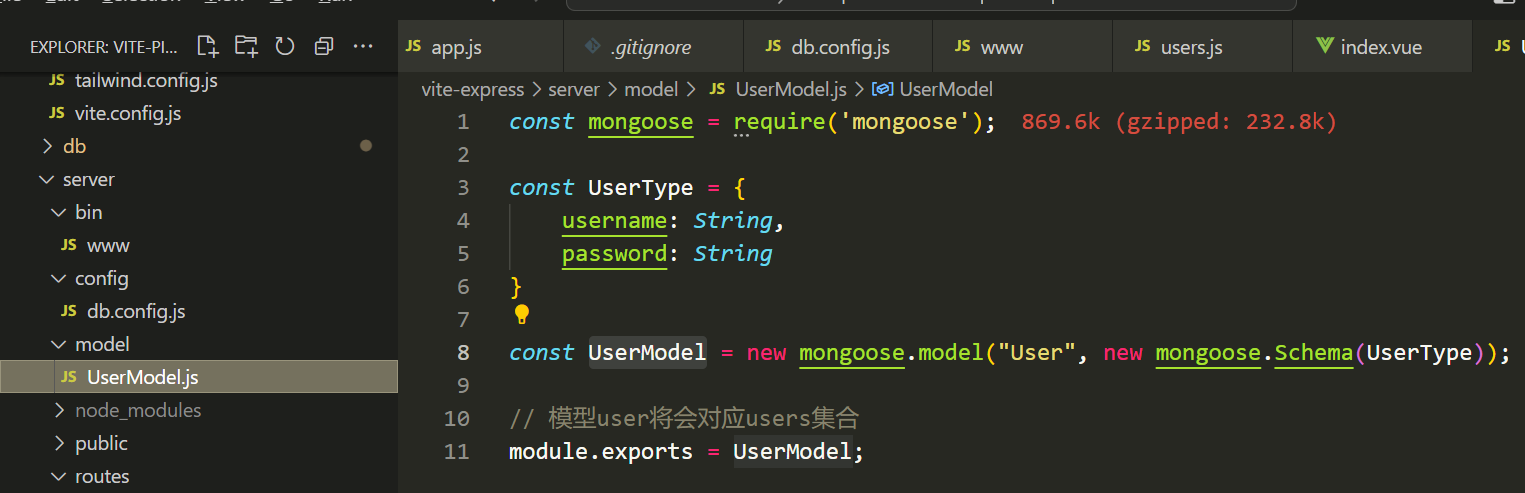 EXPLORER: VITE-PI...
JS tailwind.config.js
JS vite.config.js
db
server
bin
JS www
config
JS db.config.js
model
JS UserModel.js
node_modules
public
routes
JS app.js
.gitignore
JS db.config.js
JS www
JS users.js
index.vue
JS
vite-express > server > model > JS UserModel.js > UserModel
1 const mongoose = require('mongoose'); 869.6k (gzipped: 232.8k)
2
3 const UserType = {
4 username: String,
5 password: String
6 }
7
8 const UserModel = new mongoose.model("User", new mongoose.Schema(UserType));
9
10 // 模型user将会对应users集合
11 module.exports = UserModel;